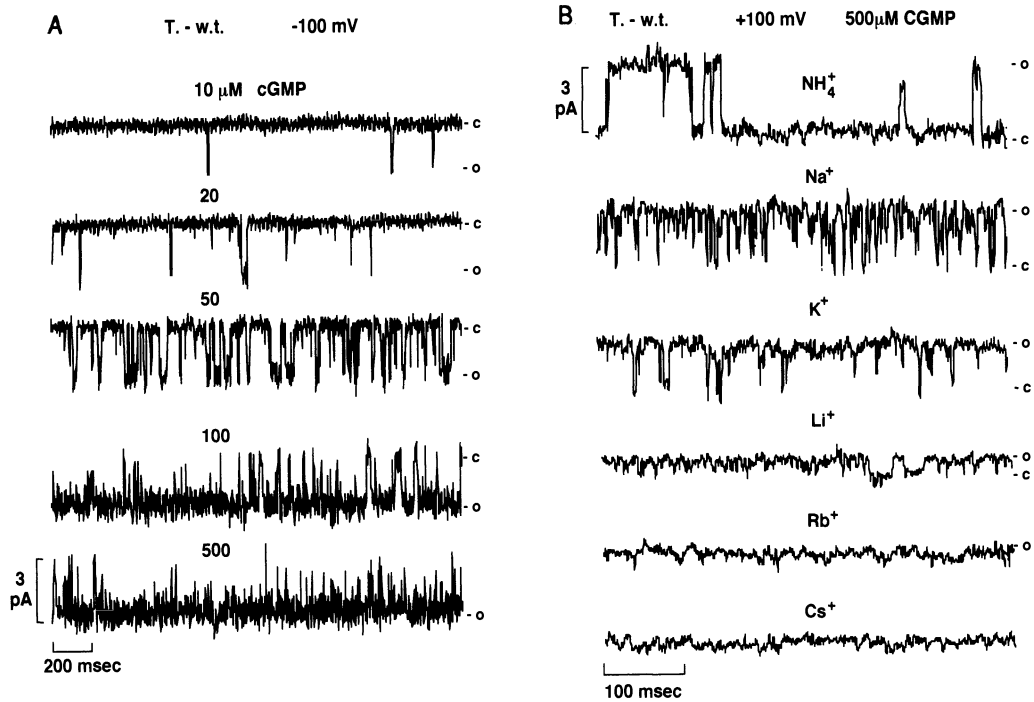 A
T. - w.t. -100 mV
10 μM cGMP
- c
- o
20
- c
- o
50
- c
- o
100
- c
- o
500
3
pA
- o
200 msec
B
T. - w.t. +100 mV 500μM CGMP
3
pA
NH4+
- o
- c
Na+
- o
- c
K+
- o
- c
Li+
- o
- c
Rb+
- o
Cs+
100 msec